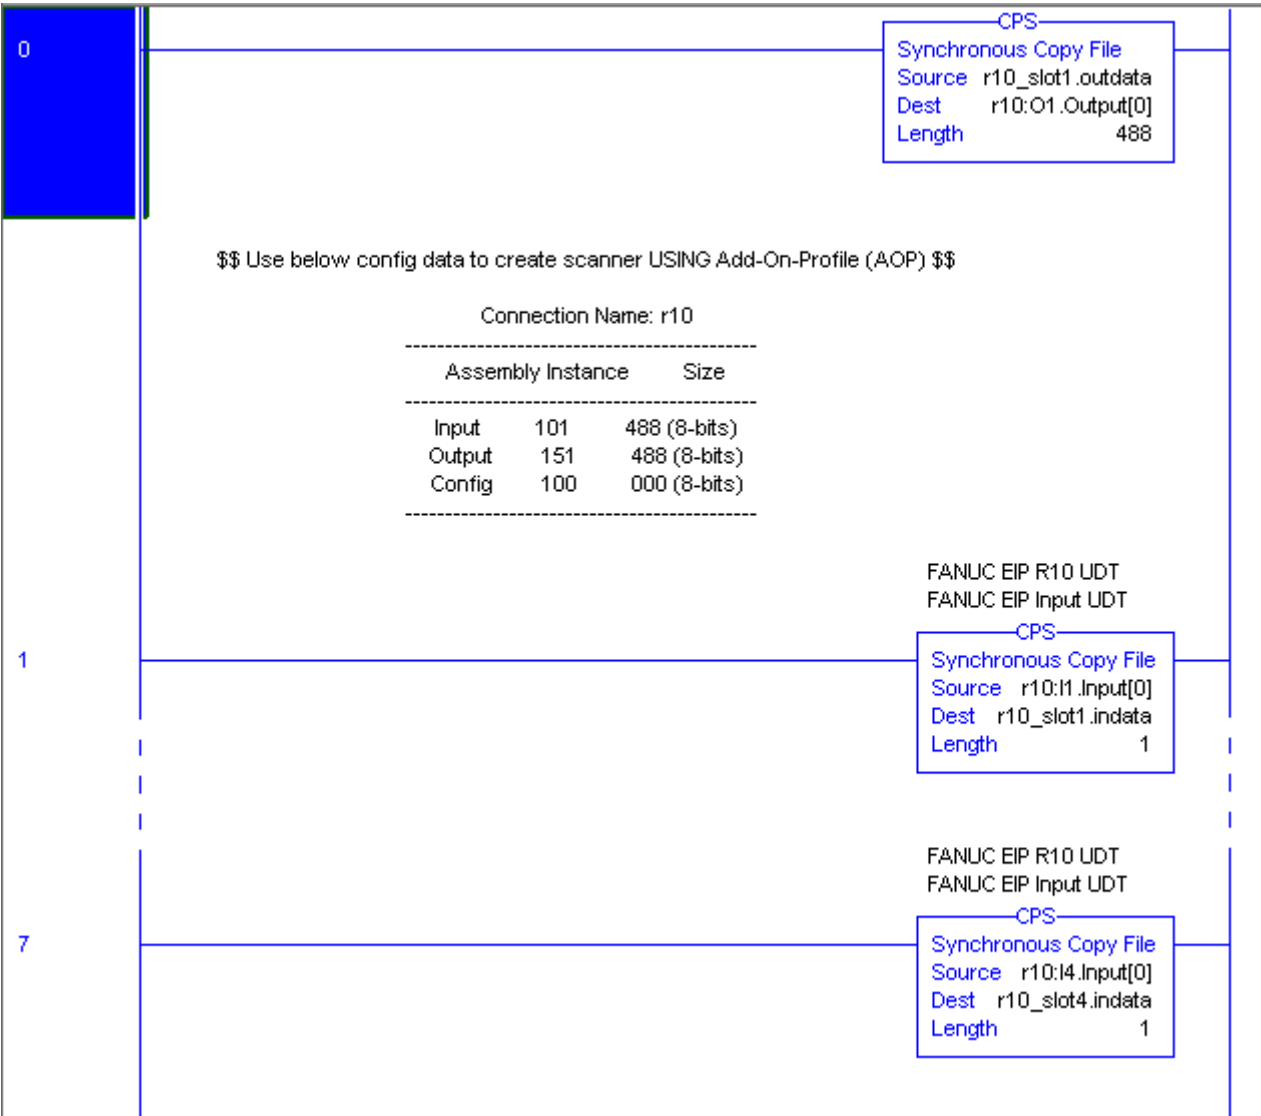 0
CPS
Synchronous Copy File
Source r10_slot1.outdata
Dest r10:O1.Output[0]
Length 488
$$ Use below config data to create scanner USING Add-On-Profile (AOP) $$
Connection Name: r10
--------------------------------------------
Assembly Instance Size
--------------------------------------------
Input 101 488 (8-bits)
Output 151 488 (8-bits)
Config 100 000 (8-bits)
--------------------------------------------
FANUC EIP R10 UDT
FANUC EIP Input UDT
1
CPS
Synchronous Copy File
Source r10:I1.Input[0]
Dest r10_slot1.indata
Length 1
FANUC EIP R10 UDT
FANUC EIP Input UDT
7
CPS
Synchronous Copy File
Source r10:I4.Input[0]
Dest r10_slot4.indata
Length 1